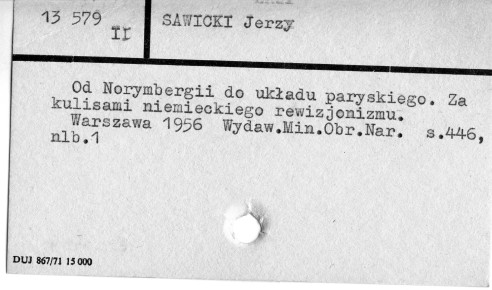 13 579
II
SAWICKI Jerzy
Od Norymbergii do układu paryskiego. Za
kulisami niemieckiego rewizjonizmu.
Warszawa 1956 Wydaw.Min.Obr.Nar. s.446,
nlb.1
DUJ 867/71 15 000